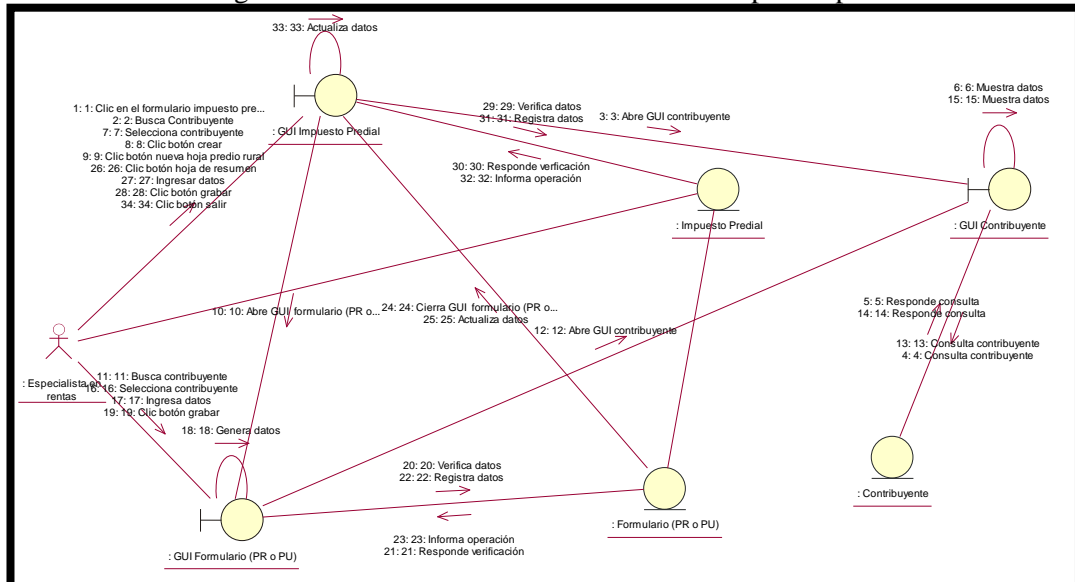 33: 33: Actualiza datos
1: 1: Clic en el formulario impuesto pre...
2: 2: Busca Contribuyente
7: 7: Selecciona contribuyente
8: 8: Clic botón crear
9: 9: Clic botón nueva hoja predio rural
26: 26: Clic botón hoja de resumen
27: 27: Ingresar datos
28: 28: Clic botón grabar
34: 34: Clic botón salir
: GUI Impuesto Predial
29: 29: Verifica datos
31: 31: Registra datos
3: 3: Abre GUI contribuyente
6: 6: Muestra datos
15: 15: Muestra datos
30: 30: Responde verficación
32: 32: Informa operación
: Impuesto Predial
: GUI Contribuyente
10: 10: Abre GUI formulario (PR o...
24: 24: Cierra GUI formulario (PR o...
25: 25: Actualiza datos
12: 12: Abre GUI contribuyente
5: 5: Responde consulta
14: 14: Responde consulta
13: 13: Consulta contribuyente
4: 4: Consulta contribuyente
: Especialista en
rentas
11: 11: Busca contribuyente
16: 16: Selecciona contribuyente
17: 17: Ingresa datos
19: 19: Clic botón grabar
18: 18: Genera datos
20: 20: Verifica datos
22: 22: Registra datos
: Contribuyente
: Formulario (PR o PU)
23: 23: Informa operación
21: 21: Responde verificación
: GUI Formulario (PR o PU)